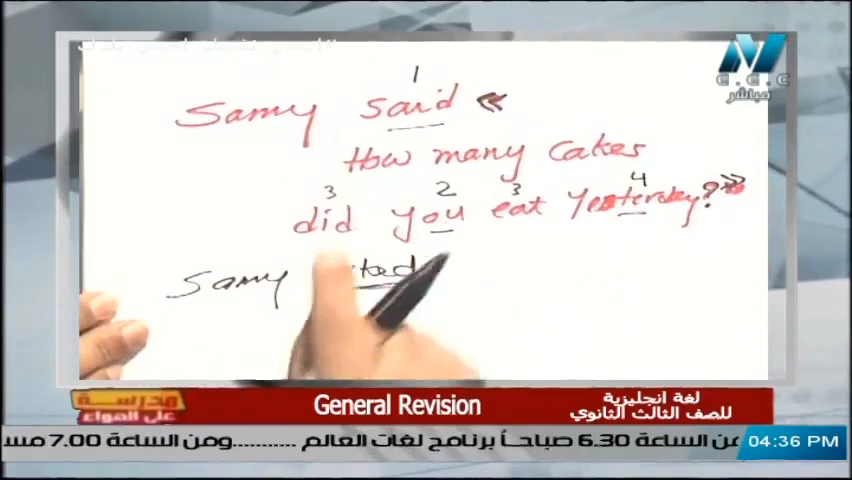 E.E.C
مباشر
1
Samy said «
How many cakes
3 2 3 4
did you eat Yesterday? »
Samy
مدرسة
على الهواء
General Revision
لغة انجليزية
للصف الثالث الثانوي
من الساعة 6.30 صباحاً برنامج لغات العالم ..........ومن الساعة 7.00 مس
04:36 PM